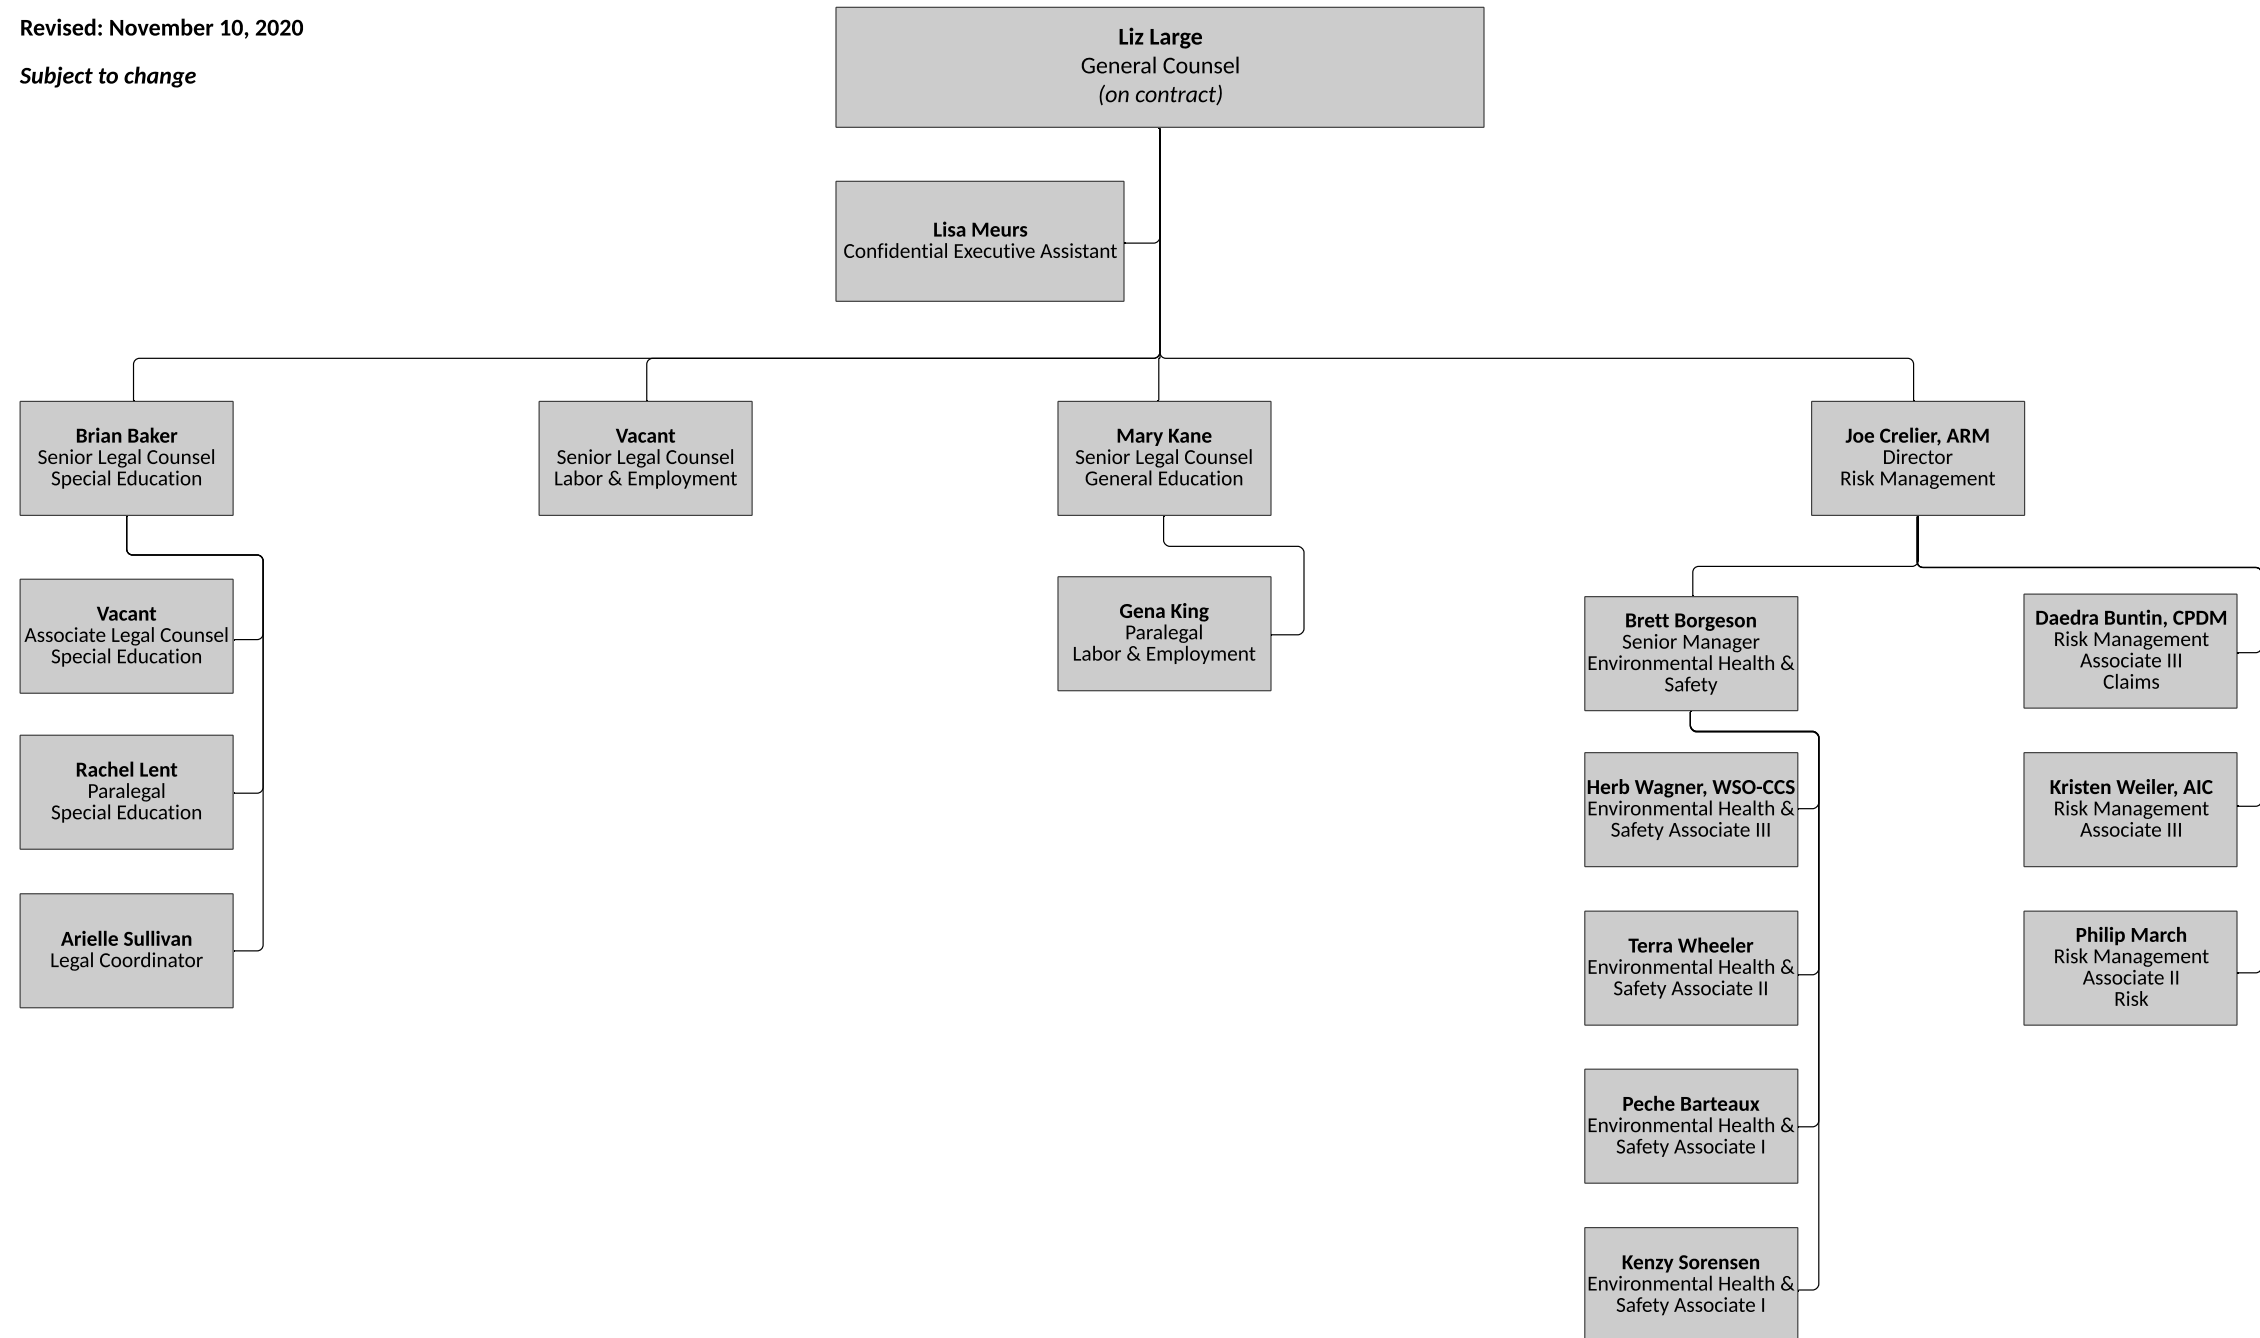 Revised: November 10, 2020
Subject to change
Liz Large
General Counsel
(on contract)
Lisa Meurs
Confidential Executive Assistant
Brian Baker
Senior Legal Counsel
Special Education
Vacant
Senior Legal Counsel
Labor & Employment
Mary Kane
Senior Legal Counsel
General Education
Joe Crelier, ARM
Director
Risk Management
Vacant
Associate Legal Counsel
Special Education
Rachel Lent
Paralegal
Special Education
Arielle Sullivan
Legal Coordinator
Gena King
Paralegal
Labor & Employment
Brett Borgeson
Senior Manager
Environmental Health &
Safety
Herb Wagner, WSO-CCS
Environmental Health &
Safety Associate III
Terra Wheeler
Environmental Health &
Safety Associate II
Peche Barteaux
Environmental Health &
Safety Associate I
Kenzy Sorensen
Environmental Health &
Safety Associate I
Daedra Buntin, CPDM
Risk Management
Associate III
Claims
Kristen Weiler, AIC
Risk Management
Associate III
Philip March
Risk Management
Associate II
Risk